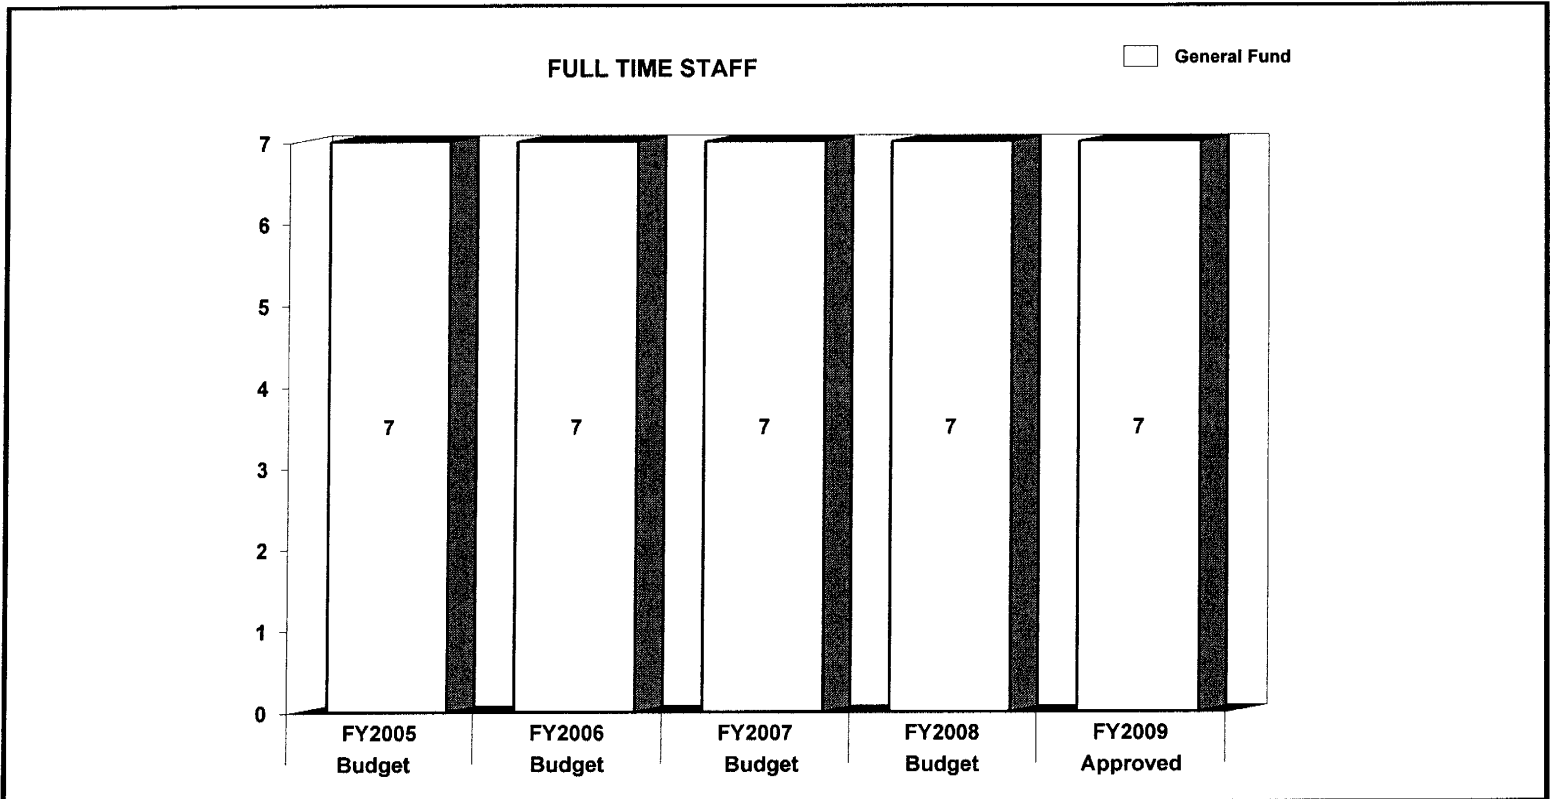 FULL TIME STAFF
General Fund
7
6
5
4
3
2
1
0
7 7 7 7 7
FY2005 FY2006 FY2007 FY2008 FY2009
Budget Budget Budget Budget Approved